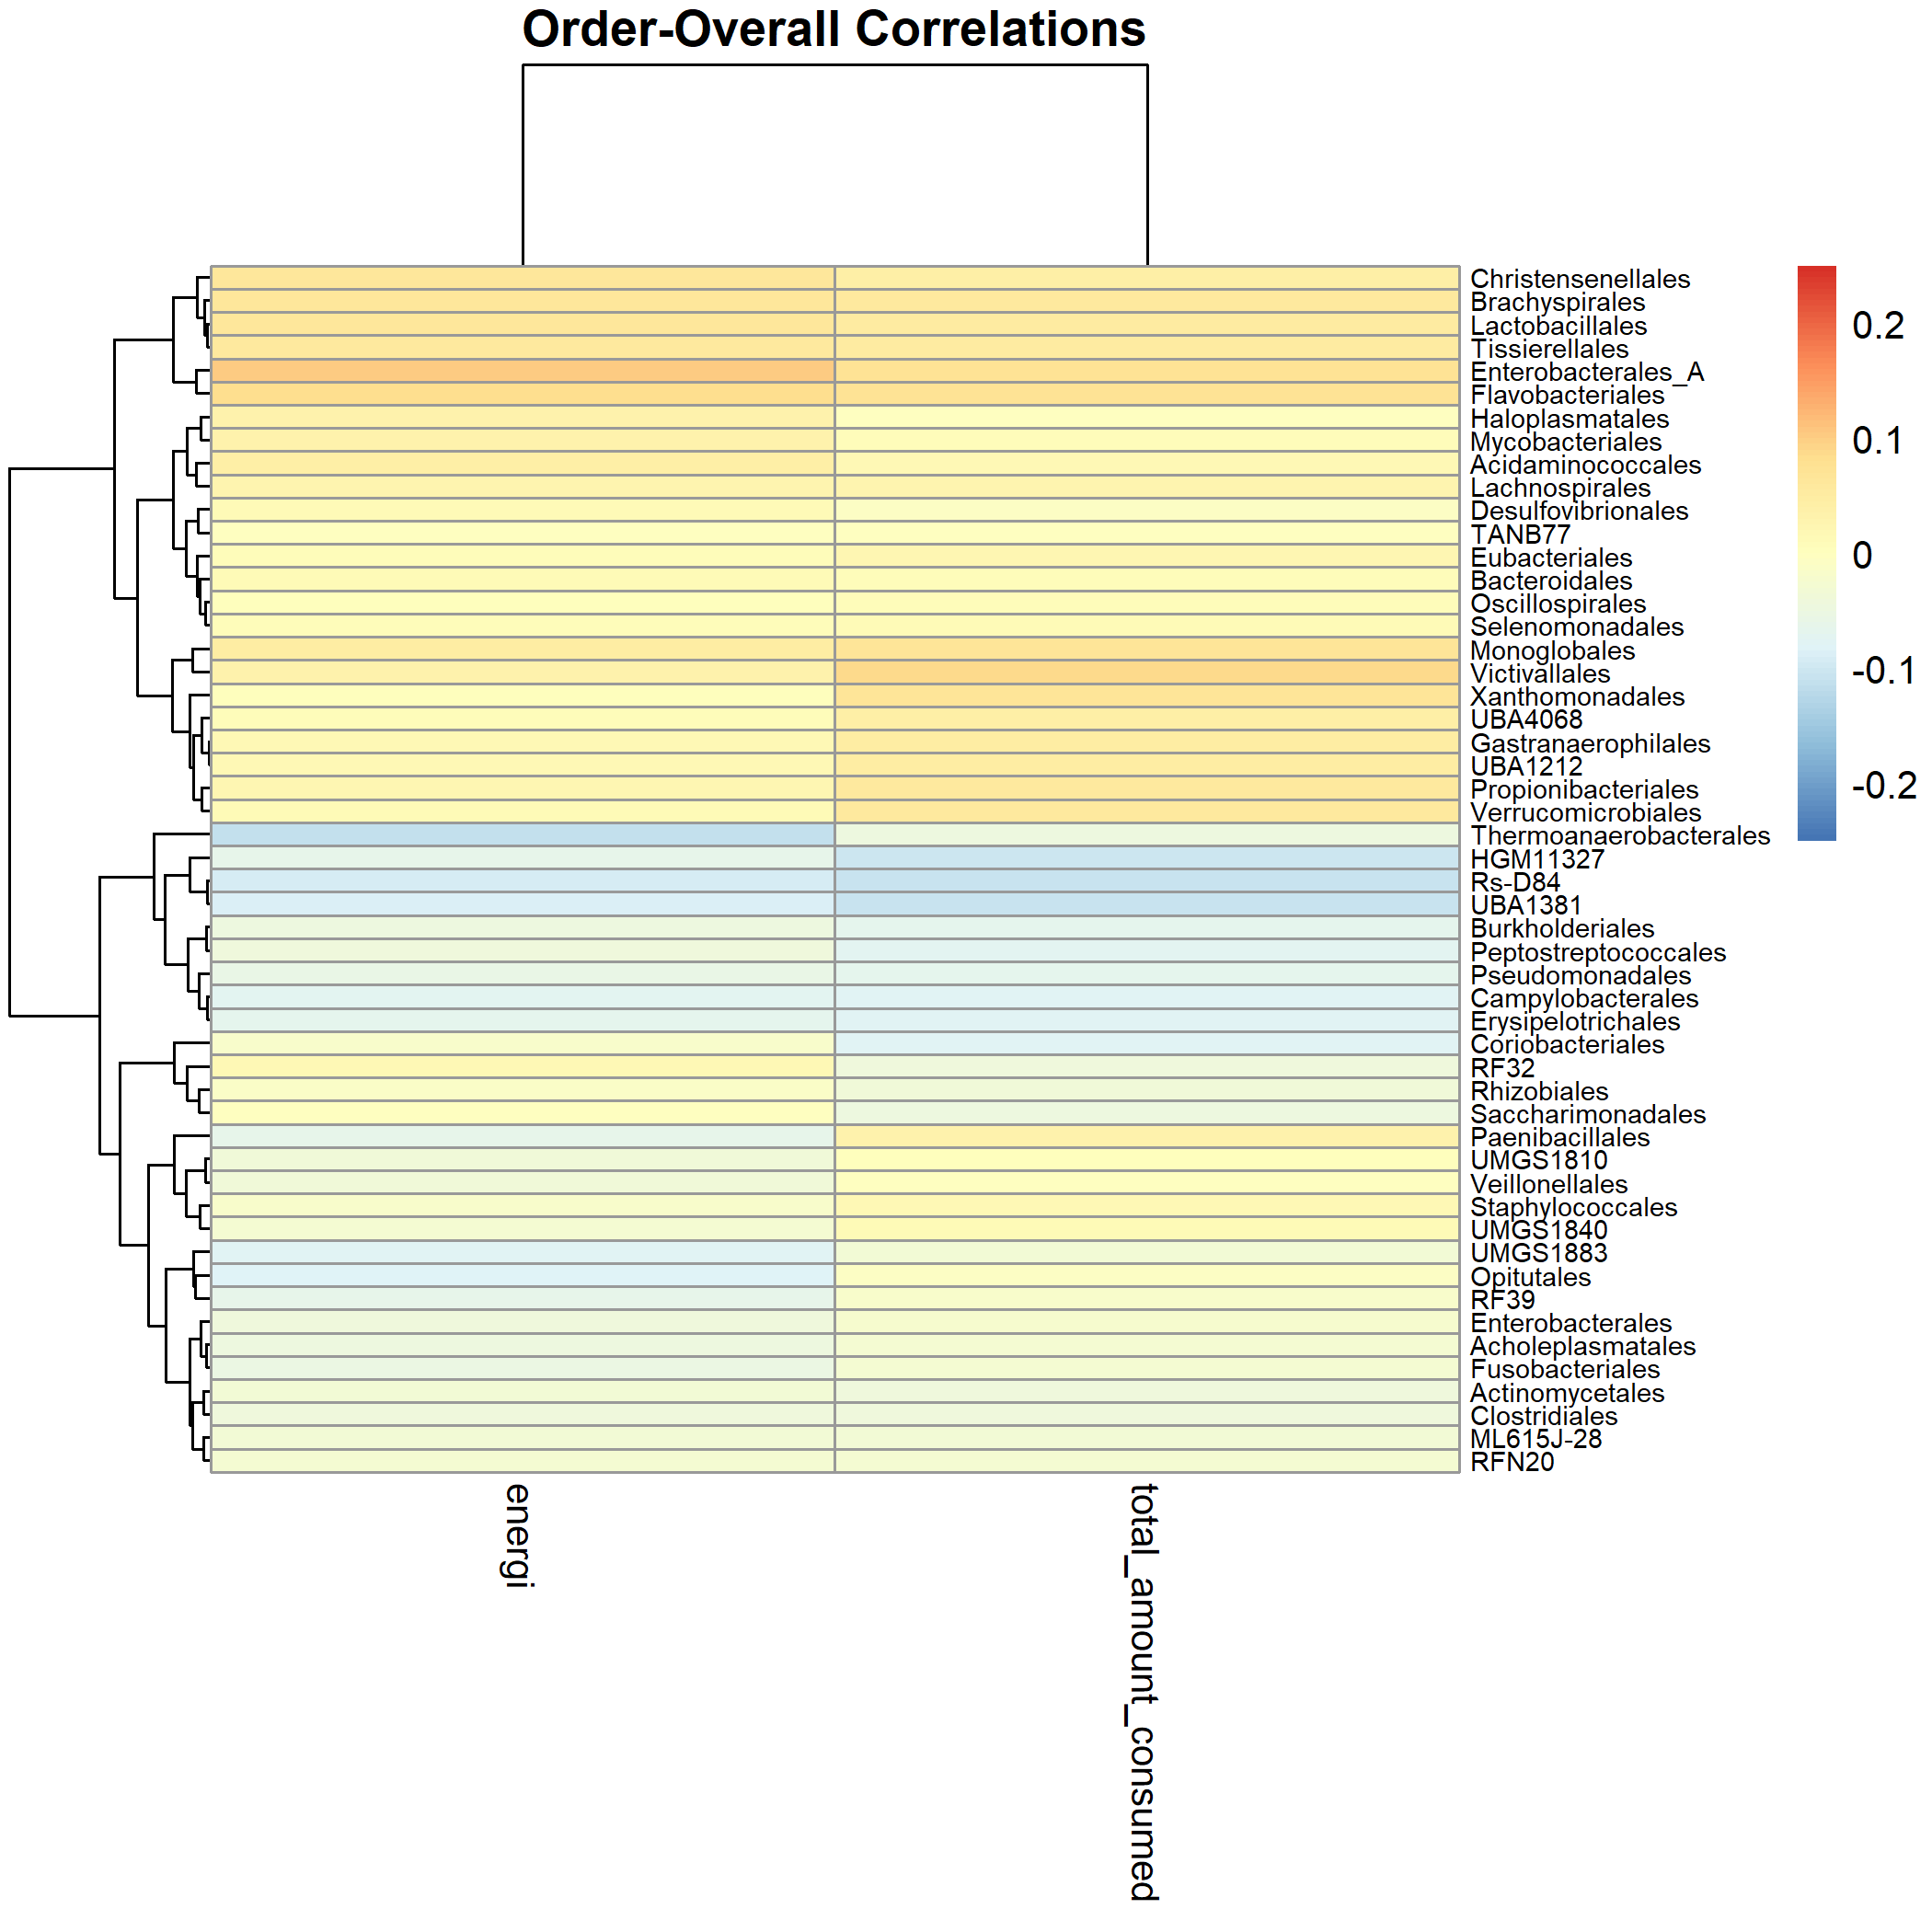 Order-Overall Correlations
Christensenellales
Brachyspirales
Lactobacillales
Tissierellales
Enterobacterales_A
Flavobacteriales
Haloplasmatales
Mycobacteriales
Acidaminococcales
Lachnospirales
Desulfovibrionales
TANB77
Eubacteriales
Bacteroidales
Oscillospirales
Selenomonadales
Monoglobales
Victivallales
Xanthomonadales
UBA4068
Gastranaerophilales
UBA1212
Propionibacteriales
Verrucomicrobiales
Thermoanaerobacterales
HGM11327
Rs-D84
UBA1381
Burkholderiales
Peptostreptococcales
Pseudomonadales
Campylobacterales
Erysipelotrichales
Coriobacteriales
RF32
Rhizobiales
Saccharimonadales
Paenibacillales
UMGS1810
Veillonellales
Staphylococcales
UMGS1840
UMGS1883
Opitutales
RF39
Enterobacterales
Acholeplasmatales
Fusobacteriales
Actinomycetales
Clostridiales
ML615J-28
RFN20
0.2
0.1
0
-0.1
-0.2
energi
total_amount_consumed